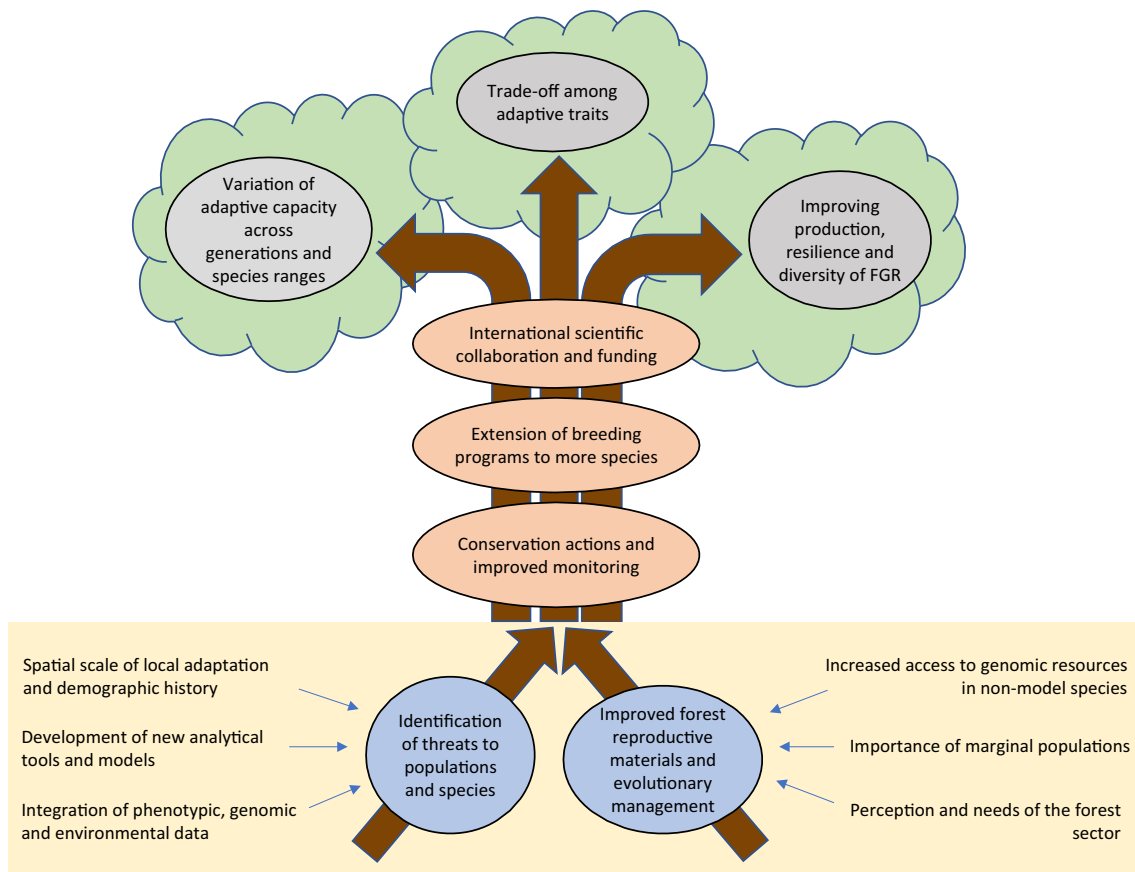 Trade-off among
adaptive traits
Variation of
adaptive capacity
across
generations and
species ranges
Improving
production,
resilience and
diversity of FGR
International scientific
collaboration and funding
Extension of breeding
programs to more species
Conservation actions and
improved monitoring
Spatial scale of local adaptation
and demographic history
Development of new analytical
tools and models
Integration of phenotypic, genomic
and environmental data
Identification
of threats to
populations
and species
Improved forest
reproductive
materials and
evolutionary
management
Increased access to genomic resources
in non-model species
Importance of marginal populations
Perception and needs of the forest
sector